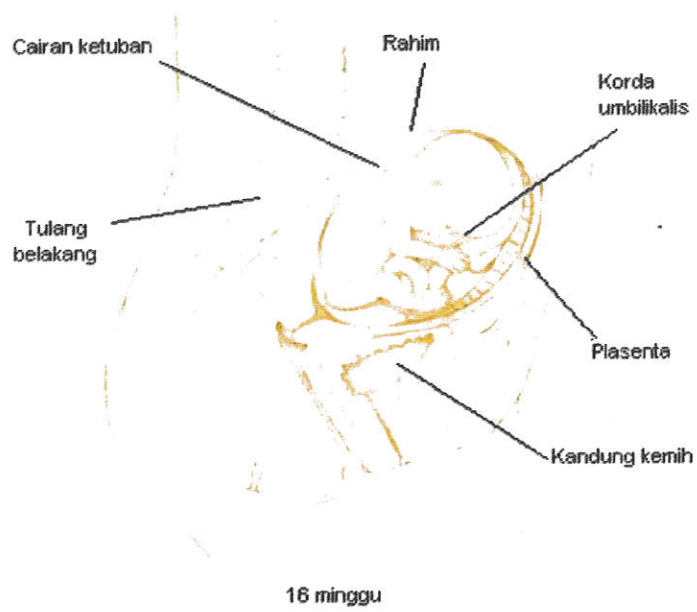 Cairan ketuban
Rahim
Korda
umbilikalis
Tulang
belakang
Plasenta
Kandung kemih
16 minggu